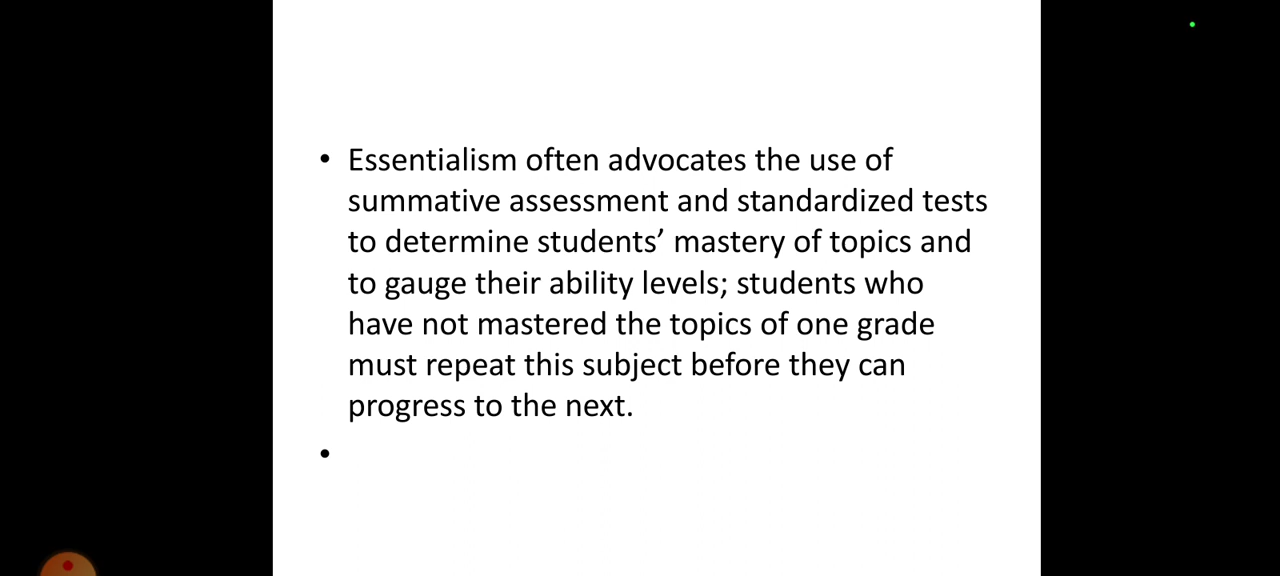 • Essentialism often advocates the use of
summative assessment and standardized tests
to determine students’ mastery of topics and
to gauge their ability levels; students who
have not mastered the topics of one grade
must repeat this subject before they can
progress to the next.
•